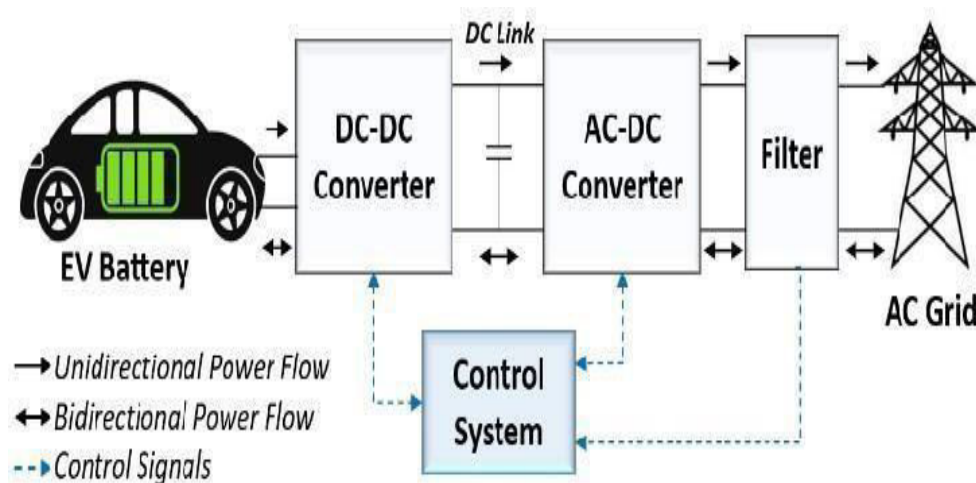 DC Link
DC-DC
Converter
AC-DC
Converter
Filter
EV Battery
AC Grid
Control
System
Unidirectional Power Flow
Bidirectional Power Flow
Control Signals